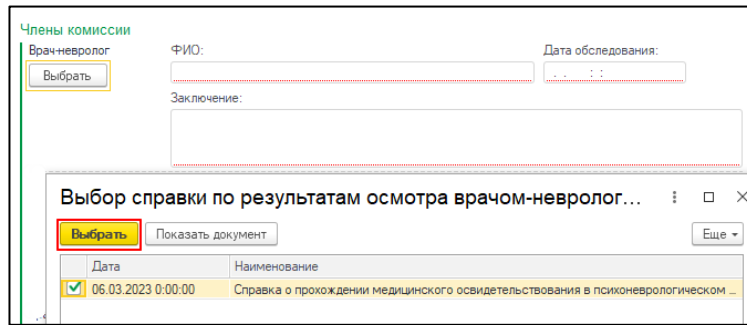 Члены комиссии
Врач-невролог ФИО: Дата обследования:
Выбрать . . : :
Заключение:
Выбор справки по результатам осмотра врачом-невролог...
Выбрать Показать документ Еще
Дата Наименование
06.03.2023 0:00:00 Справка о прохождении медицинского освидетельствования в психоневрологическом ...